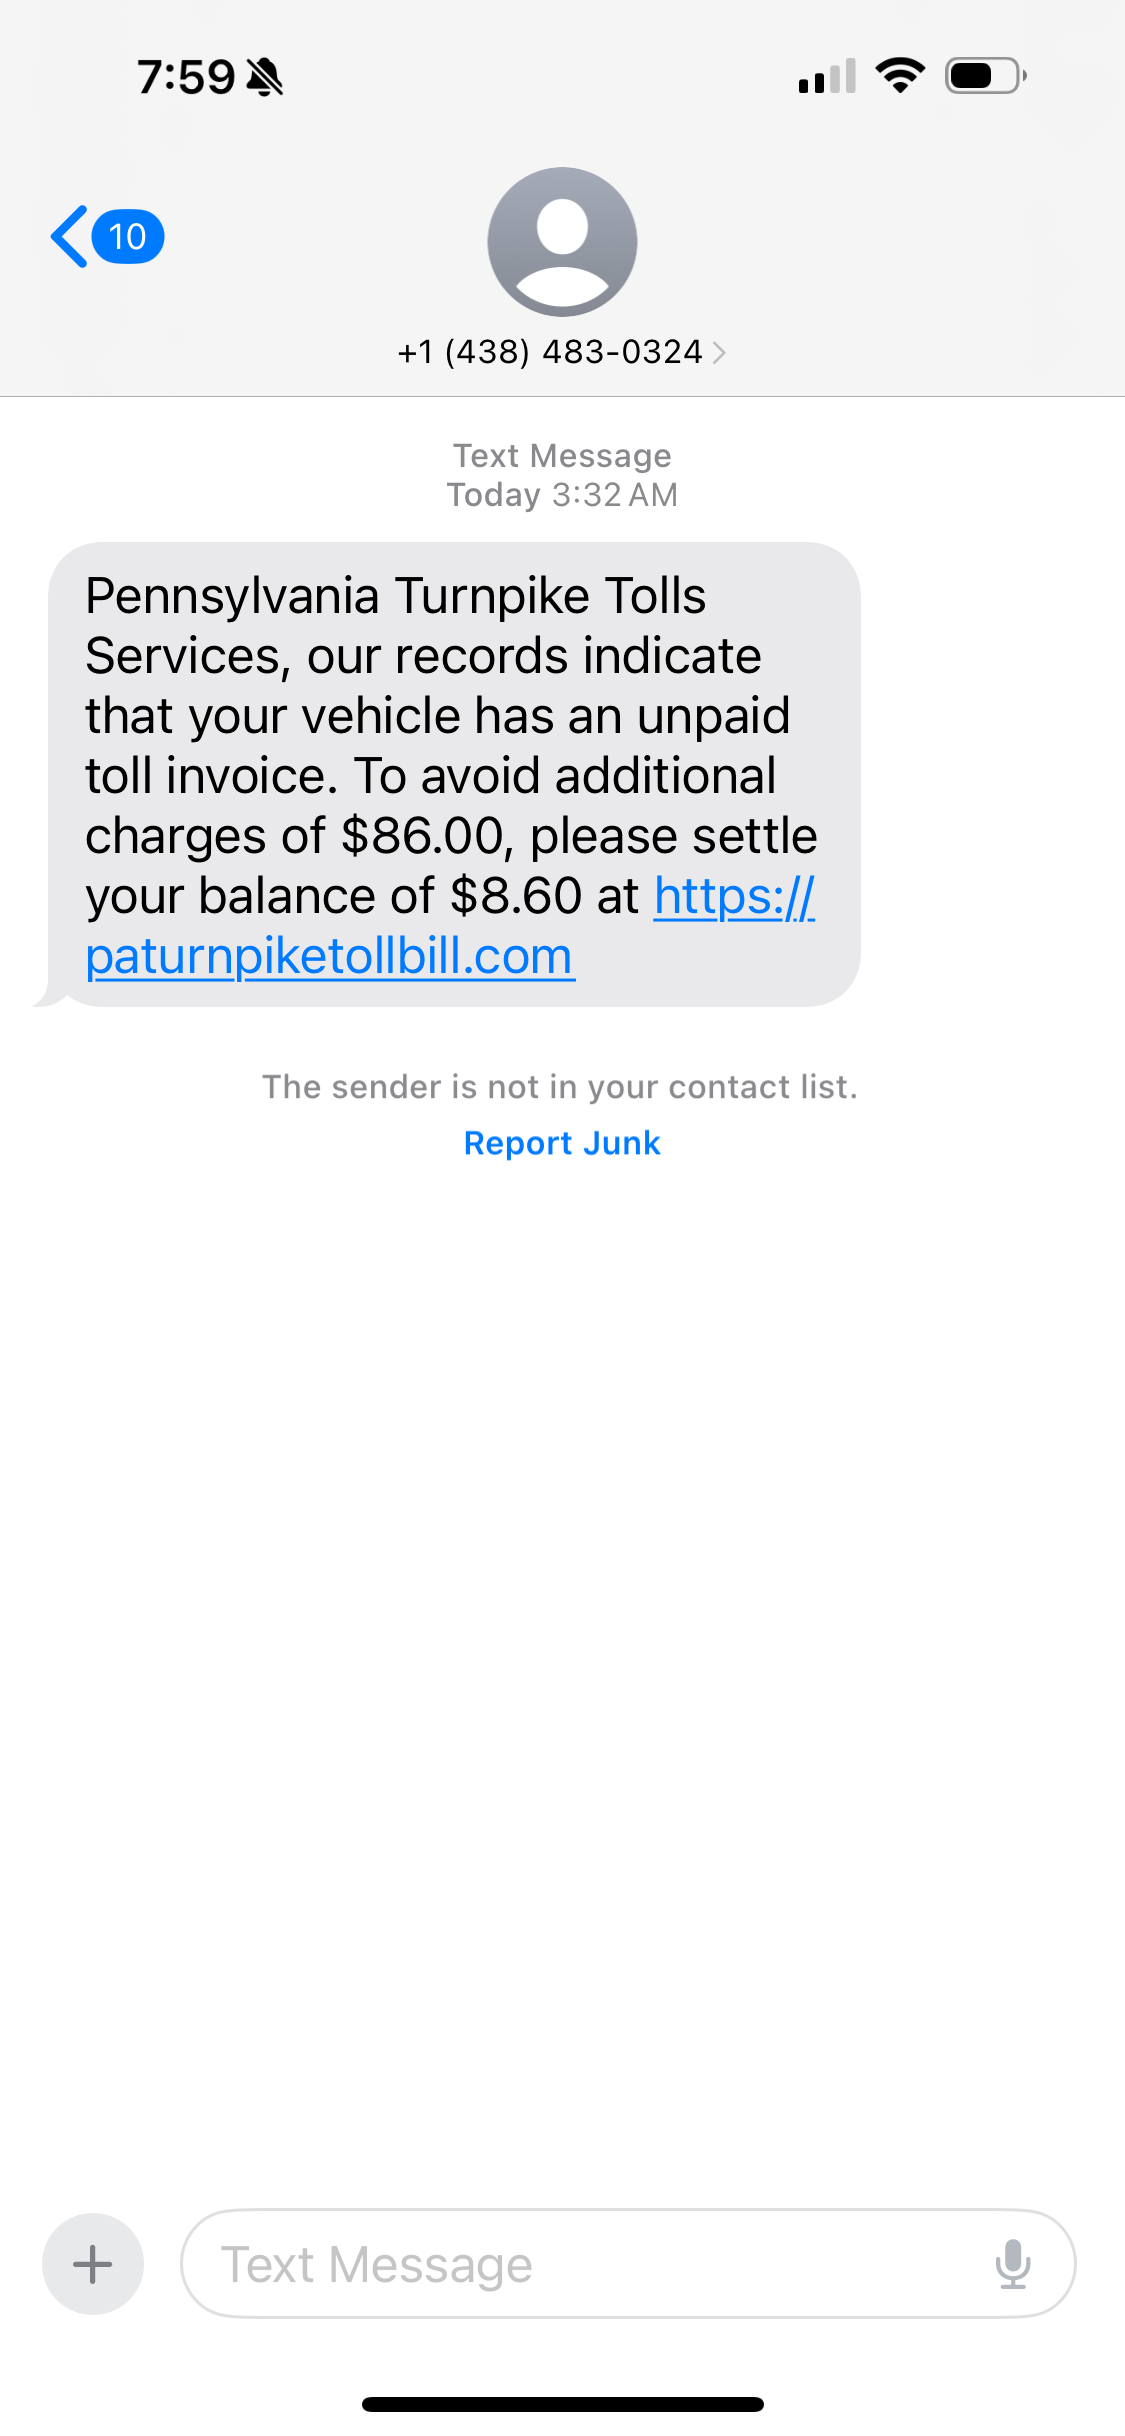 7:59
10
+1 (438) 483-0324
Text Message
Today 3:32 AM
Pennsylvania Turnpike Tolls
Services, our records indicate
that your vehicle has an unpaid
toll invoice. To avoid additional
charges of $86.00, please settle
your balance of $8.60 at https://
paturnpiketollbill.com
The sender is not in your contact list.
Report Junk
Text Message